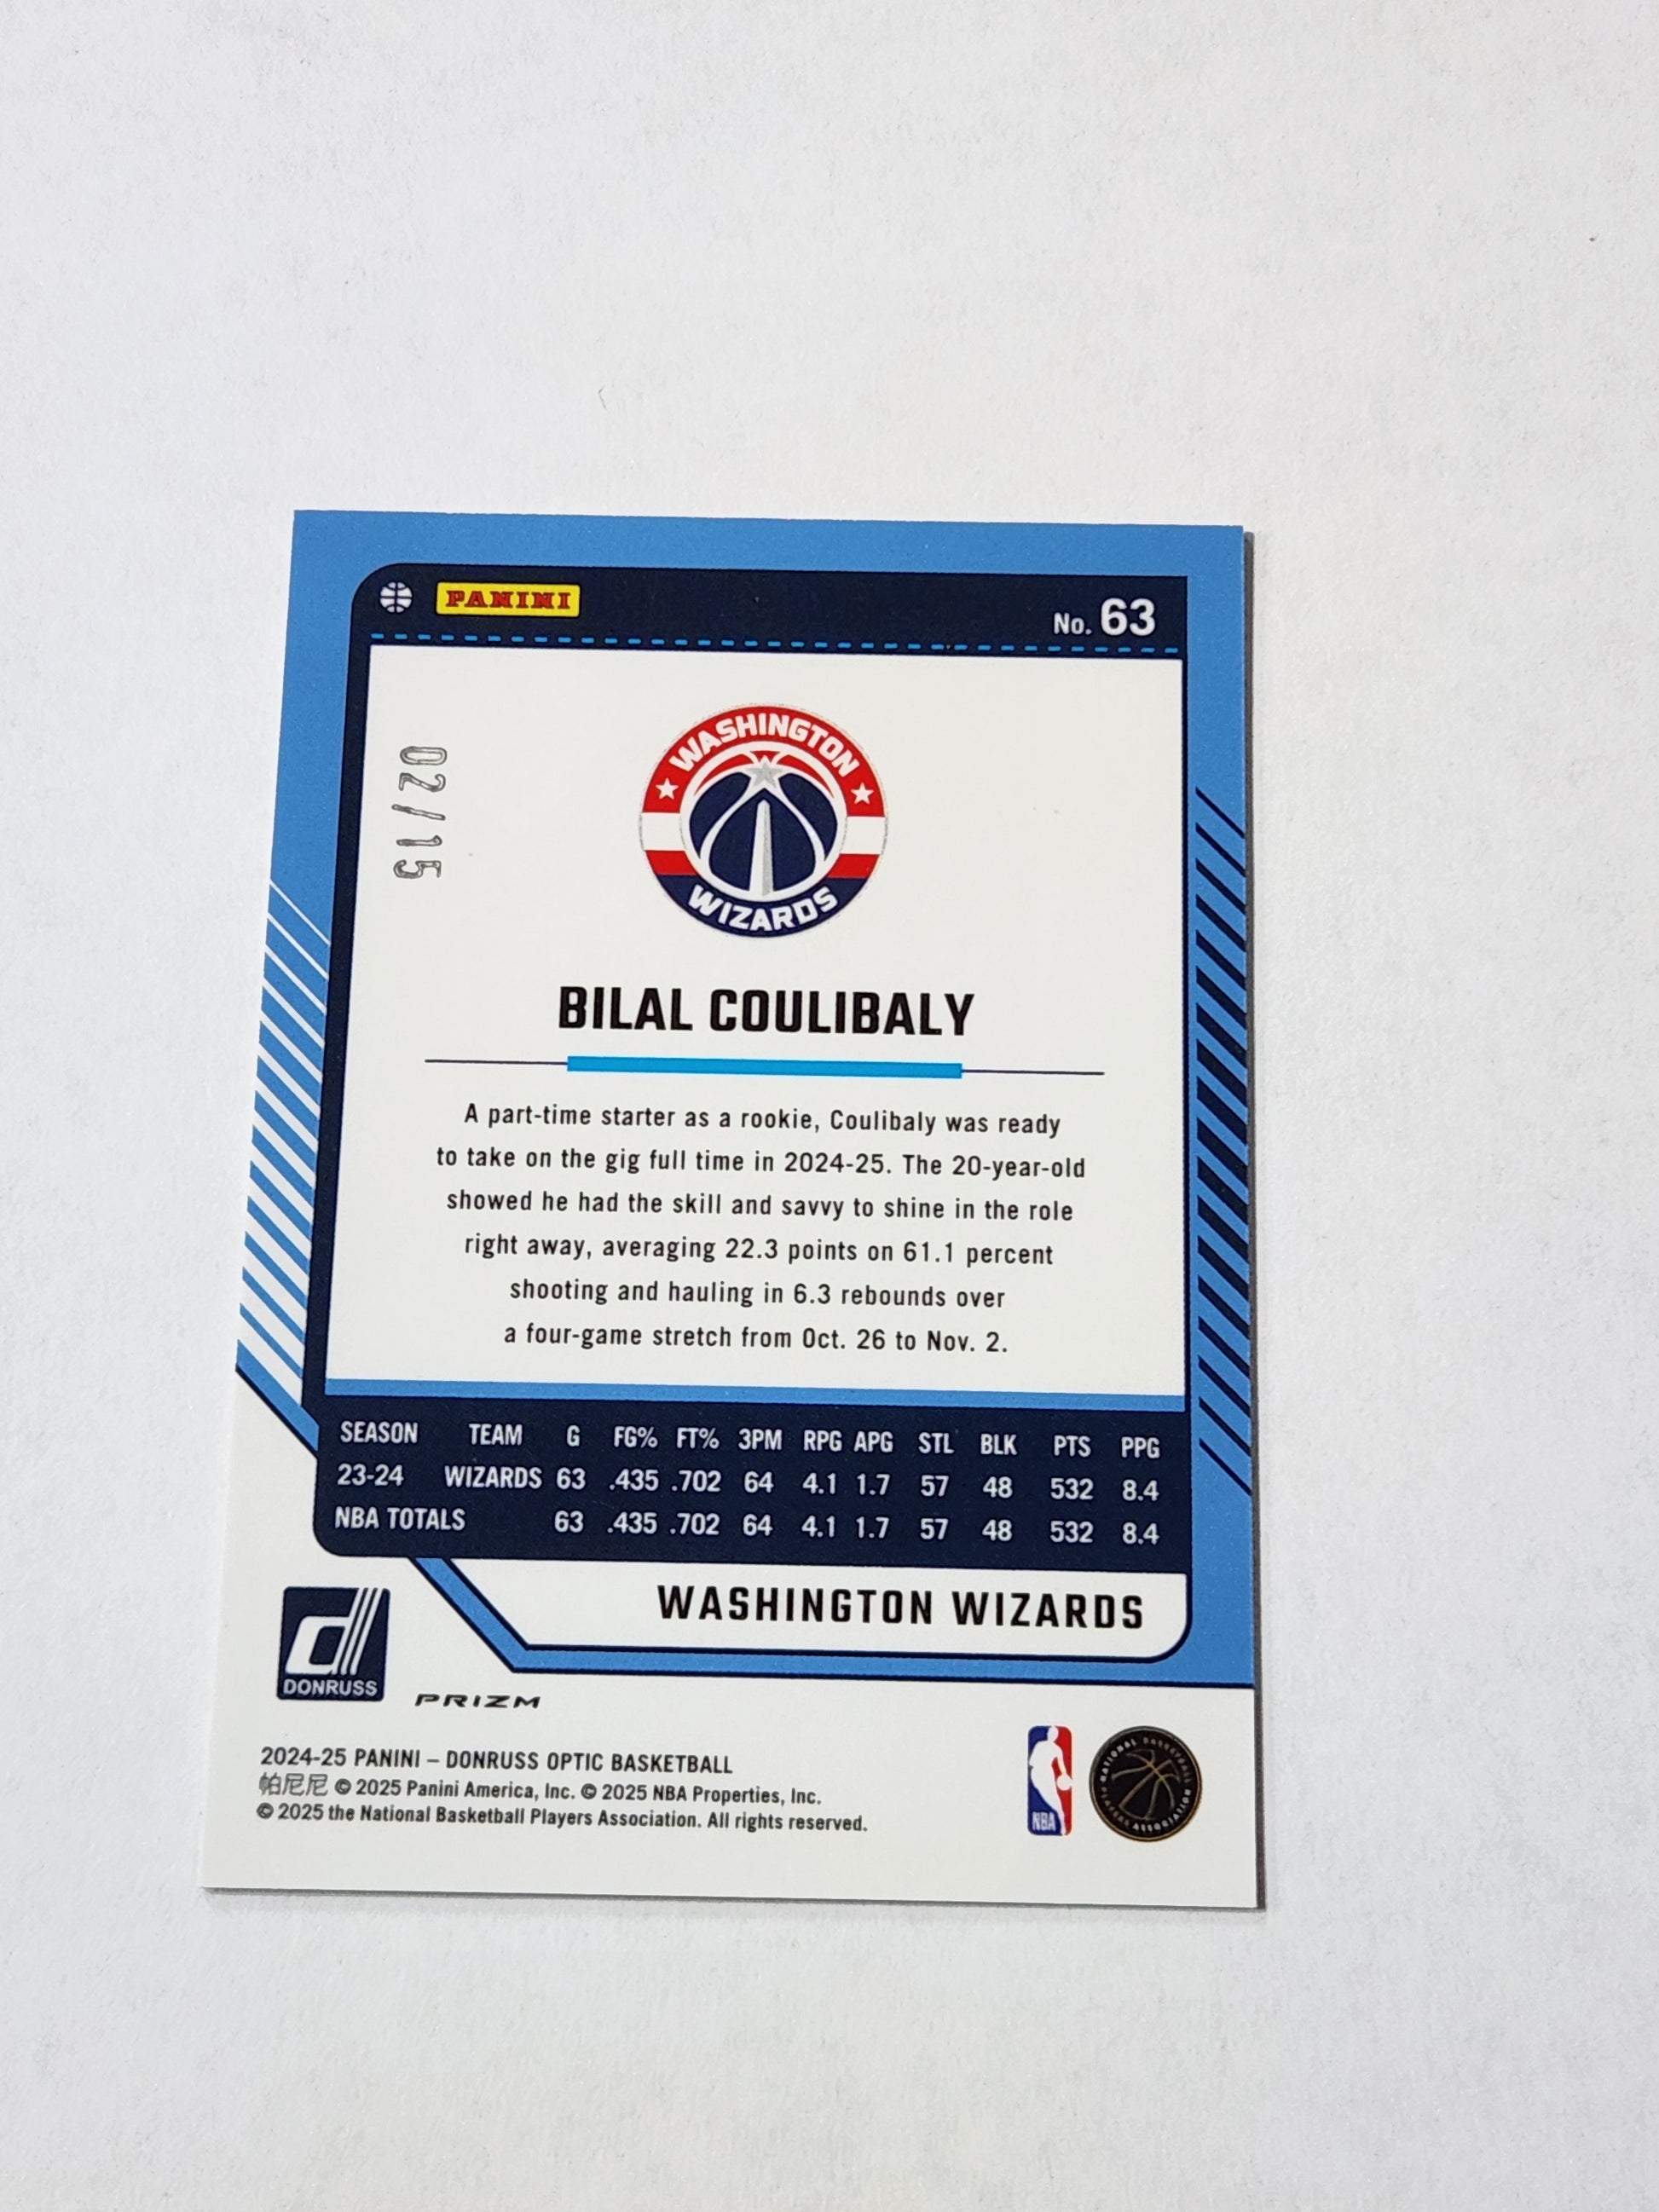 PANINI
No. 63
02/15
WASHINGTON
WIZARDS
BILAL COULIBALY
A part-time starter as a rookie, Coulibaly was ready
to take on the gig full time in 2024-25. The 20-year-old
showed he had the skill and savvy to shine in the role
right away, averaging 22.3 points on 61.1 percent
shooting and hauling in 6.3 rebounds over
a four-game stretch from Oct. 26 to Nov. 2.
SEASON TEAM G FG% FT% 3PM RPG APG STL BLK PTS PPG
23-24 WIZARDS 63 .435 .702 64 4.1 1.7 57 48 532 8.4
NBA TOTALS 63 .435 .702 64 4.1 1.7 57 48 532 8.4
WASHINGTON WIZARDS
d
DONRUSS
PRIZM
2024-25 PANINI – DONRUSS OPTIC BASKETBALL
帕尼尼 © 2025 Panini America, Inc. © 2025 NBA Properties, Inc.
© 2025 the National Basketball Players Association. All rights reserved.
NBA
NATIONAL BASKETBALL
PLAYERS ASSOCIATION